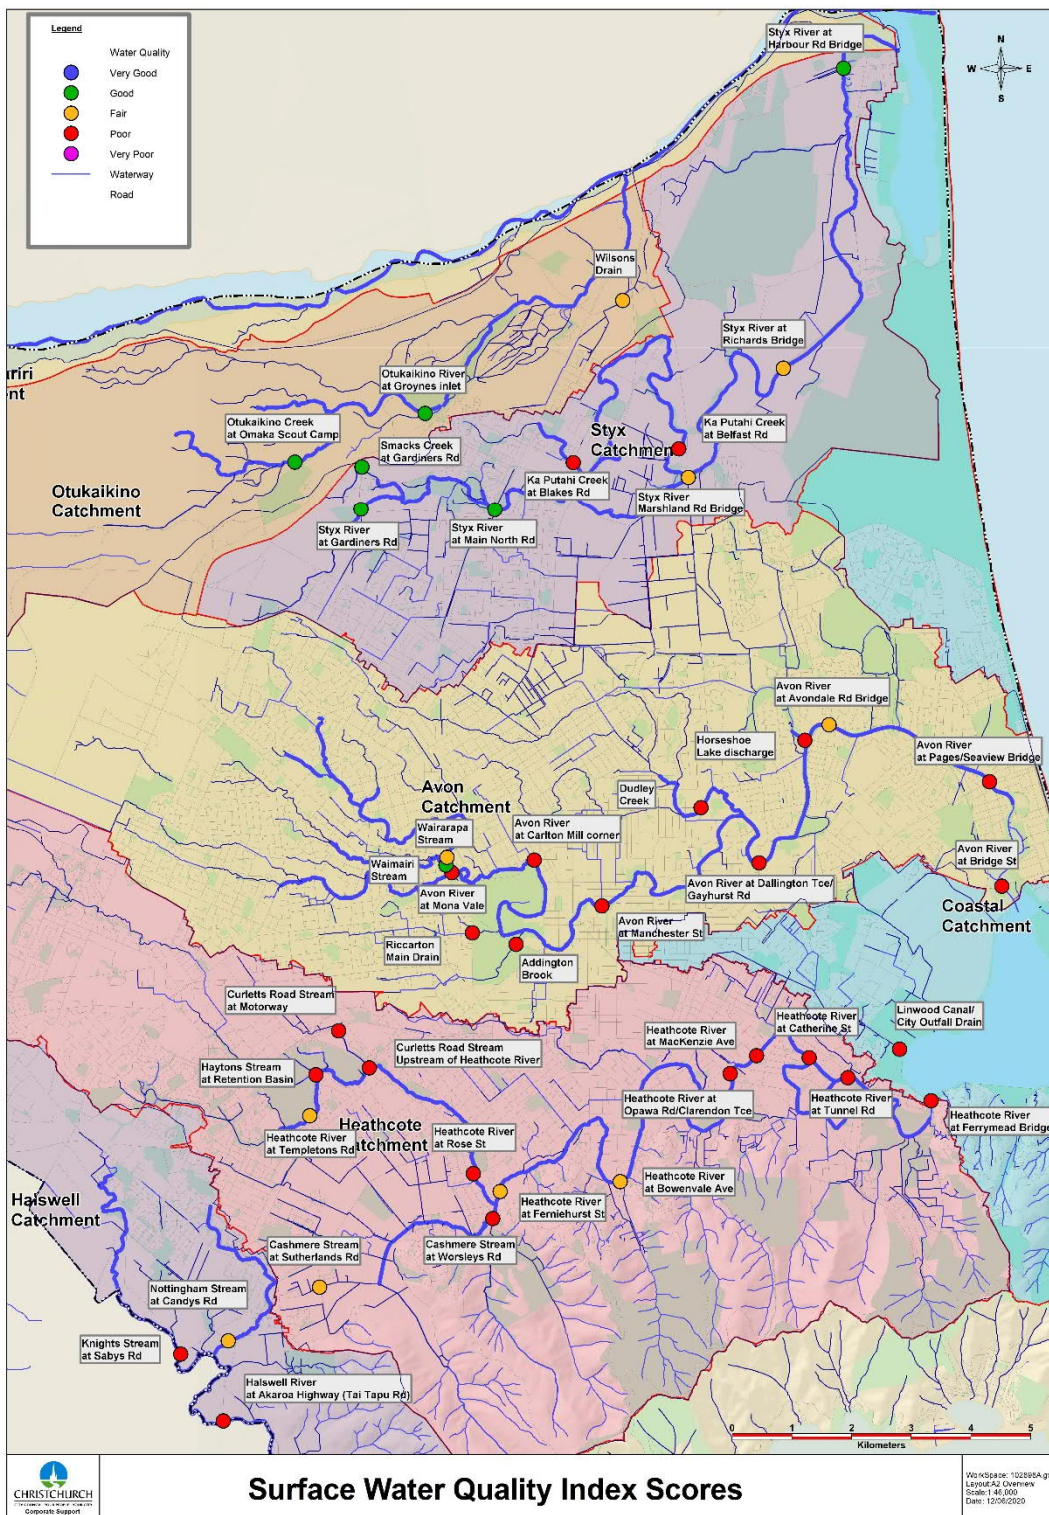 Legend
Water Quality
Very Good
Good
Fair
Poor
Very Poor
Waterway
Road
Styx River at
Harbour Rd Bridge
N
W
E
S
Wilsons
Drain
Styx River at
Richards Bridge
Otukaikino River
at Groynes inlet
Otukaikino Creek
at Omaka Scout Camp
Smacks Creek
at Gardiners Rd
Styx
Catchment
Ka Putahi Creek
at Belfast Rd
Ka Putahi Creek
at Blakes Rd
Otukaikino
Catchment
Styx River
at Gardiners Rd
Styx River
at Main North Rd
Styx River
Marshland Rd Bridge
Avon River
at Avondale Rd Bridge
Horseshoe
Lake discharge
Avon River
at Pages/Seaview Bridge
Avon
Catchment
Dudley
Creek
Wairarapa
Stream
Avon River
at Carlton Mill corner
Waimairi
Stream
Avon River
at Bridge St
Avon River
at Mona Vale
Avon River at Dallington Tce/
Gayhurst Rd
Coastal
Catchment
Avon River
at Manchester St
Riccarton
Main Drain
Addington
Brook
Curletts Road Stream
at Motorway
Linwood Canal/
City Outfall Drain
Heathcote River
at Catherine St
Heathcote River
at MacKenzie Ave
Curletts Road Stream
Upstream of Heathcote River
Haytons Stream
at Retention Basin
Heathcote River at
Opawa Rd/Clarendon Tce
Heathcote River
at Tunnel Rd
Heathcote River
at Ferrymead Bridge
Heathcote
Catchment
Heathcote River
at Templetons Rd
Heathcote River
at Rose St
Heathcote River
at Bowenvale Ave
Halswell
Catchment
Heathcote River
at Ferniehurst St
Cashmere Stream
at Sutherlands Rd
Cashmere Stream
at Worsleys Rd
Nottingham Stream
at Candys Rd
Knights Stream
at Sabys Rd
Halswell River
at Akaroa Highway (Tai Tapu Rd)
0 1 2 3 4 5
Kilometers
CHRISTCHURCH
Corporate Support
Surface Water Quality Index Scores
Layout:A2 Overview
Scale:1:46,000
Date: 12/06/2020